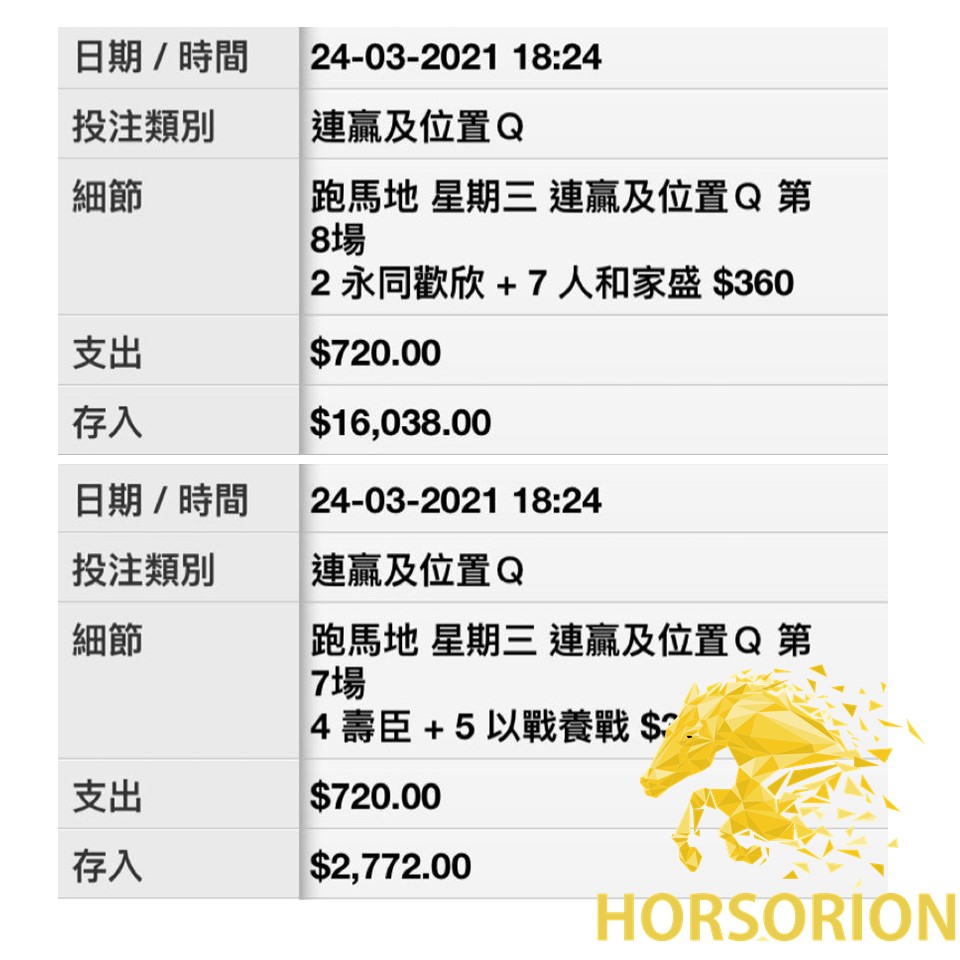 日期 / 時間 24-03-2021 18:24
投注類別 連贏及位置Q
細節 跑馬地 星期三 連贏及位置Q 第
8場
2 永同歡欣 + 7 人和家盛 $360
支出 $720.00
存入 $16,038.00
日期 / 時間 24-03-2021 18:24
投注類別 連贏及位置Q
細節 跑馬地 星期三 連贏及位置Q 第
7場
4 壽臣 + 5 以戰養戰
支出 $720.00
存入 $2,772.00
HORSORION